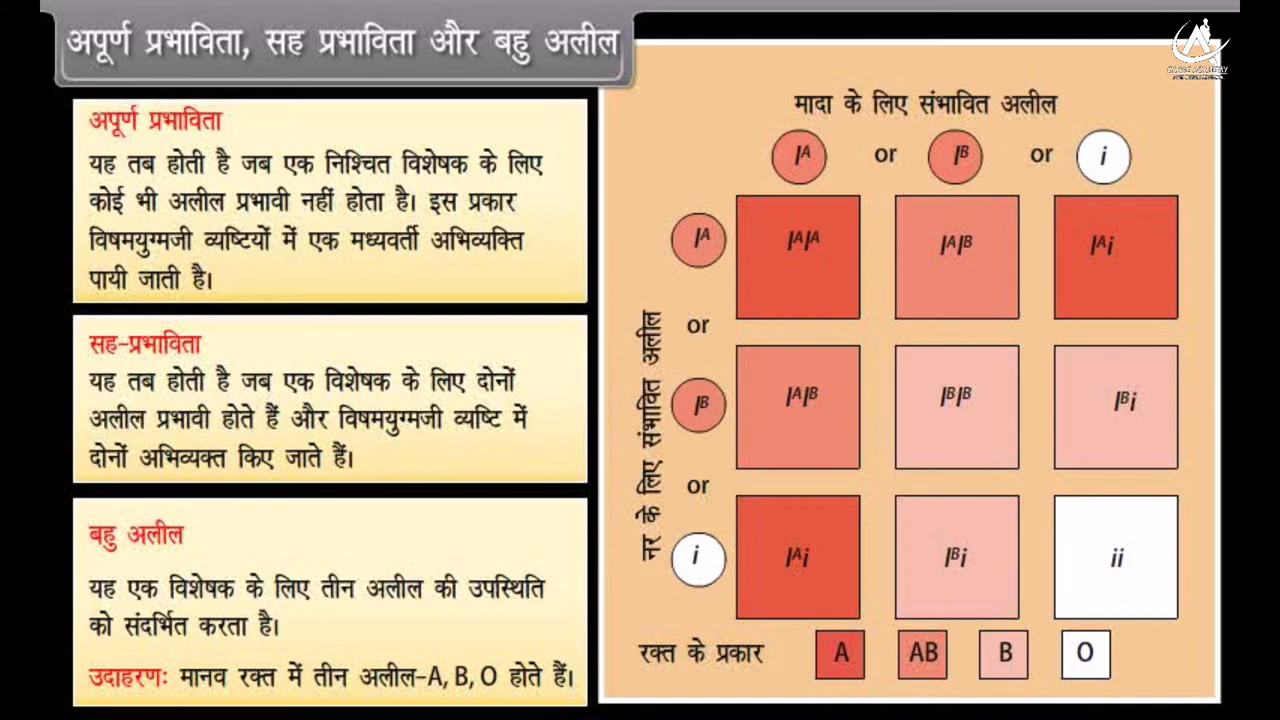 अपूर्ण प्रभाविता, सह प्रभाविता और बहु अलील
अपूर्ण प्रभाविता
यह तब होती है जब एक निश्चित विशेषक के लिए
कोई भी अलील प्रभावी नहीं होता है। इस प्रकार
विषमयुग्मजी व्यष्टियों में एक मध्यवर्ती अभिव्यक्ति
पायी जाती है।
सह-प्रभाविता
यह तब होती है जब एक विशेषक के लिए दोनों
अलील प्रभावी होते हैं और विषमयुग्मजी व्यष्टि में
दोनों अभिव्यक्त किए जाते हैं।
बहु अलील
यह एक विशेषक के लिए तीन अलील की उपस्थिति
को संदर्भित करता है।
उदाहरणः मानव रक्त में तीन अलील-A, B, O होते हैं।
मादा के लिए संभावित अलील
Iᴬ or Iᴮ or i
नर के लिए संभावित अलील
Iᴬ IᴬIᴬ IᴬIᴮ Iᴬi
or
Iᴮ IᴬIᴮ IᴮIᴮ Iᴮi
or
i Iᴬi Iᴮi ii
रक्त के प्रकार A AB B O